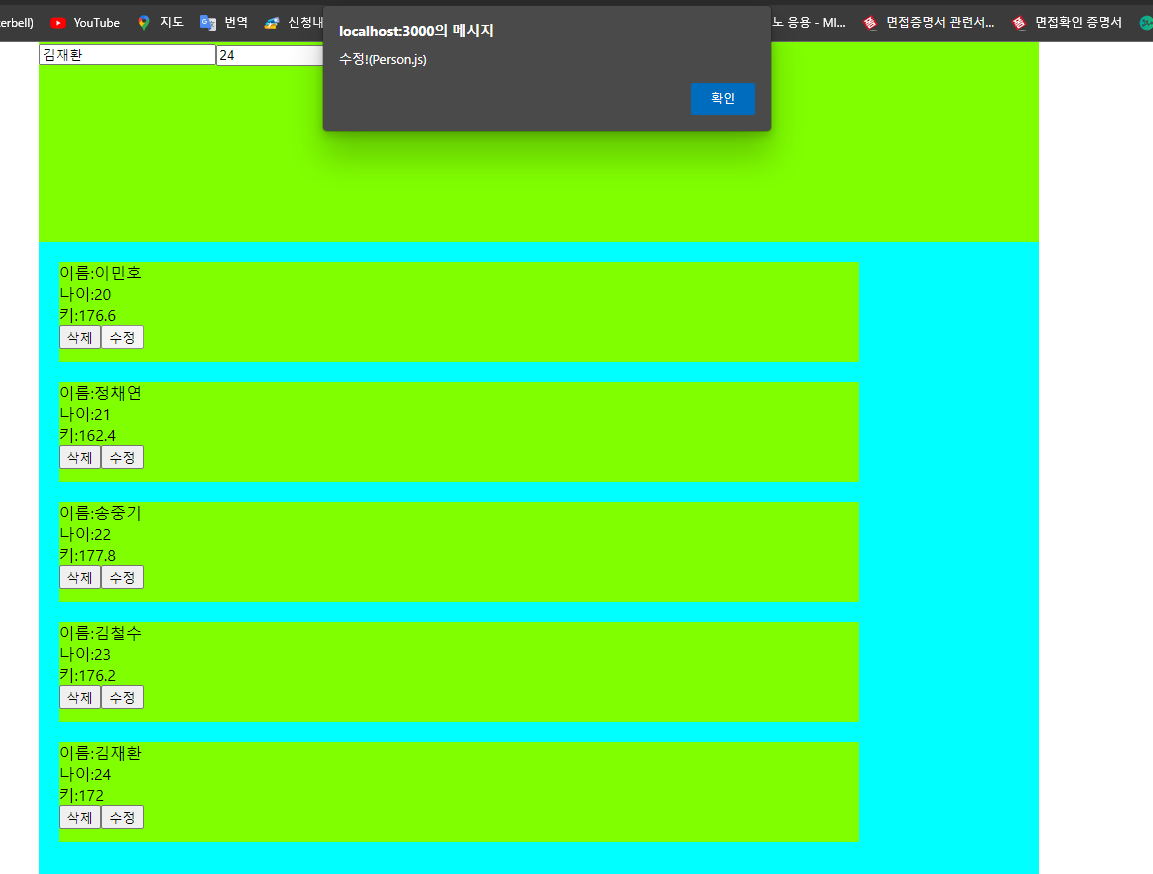 erbell) YouTube 지도 번역 신청내 노 응용 - MI... 면접증명서 관련서... 면접확인 증명서
localhost:3000의 메시지
수정!(Person.js)
확인
김재환 24
이름:이민호
나이:20
키:176.6
삭제 수정
이름:정채연
나이:21
키:162.4
삭제 수정
이름:송중기
나이:22
키:177.8
삭제 수정
이름:김철수
나이:23
키:176.2
삭제 수정
이름:김재환
나이:24
키:172
삭제 수정